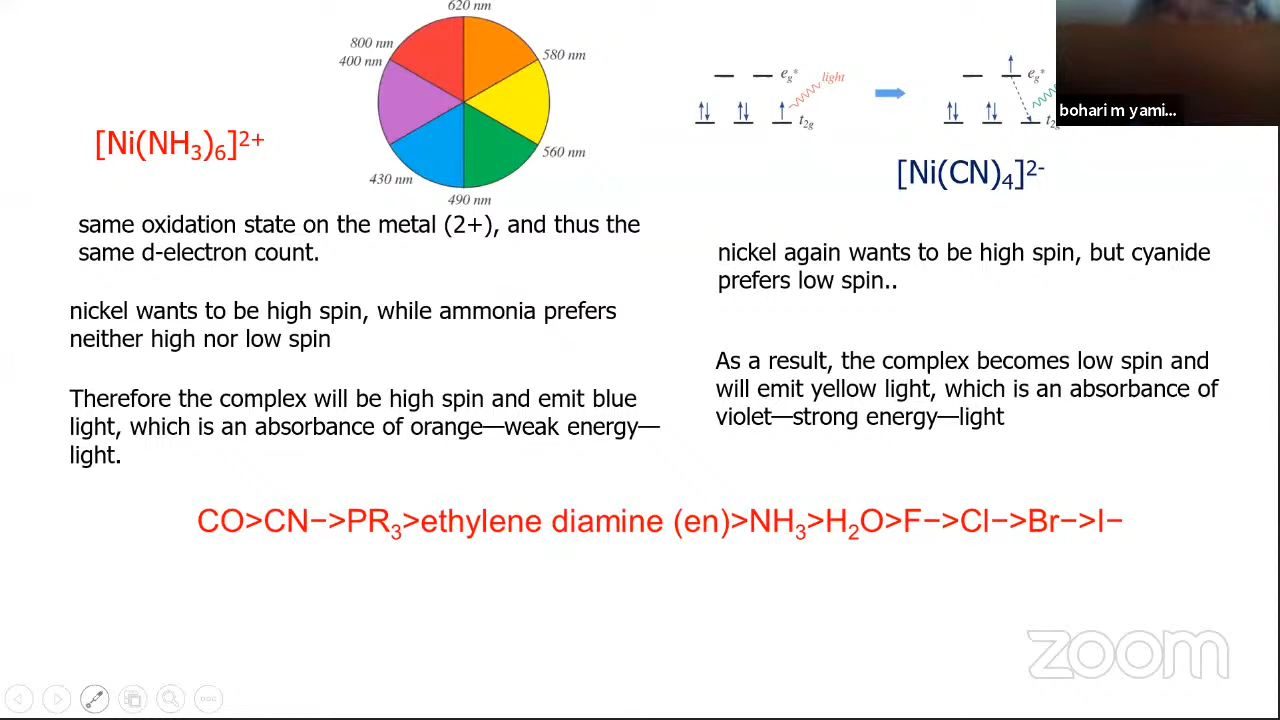 620 nm
800 nm
400 nm
580 nm
560 nm
430 nm
490 nm
eg*
light
t2g
eg*
t2g
bohari m yami...
[Ni(NH3)6]2+
[Ni(CN)4]2-
same oxidation state on the metal (2+), and thus the
same d-electron count.
nickel wants to be high spin, while ammonia prefers
neither high nor low spin
Therefore the complex will be high spin and emit blue
light, which is an absorbance of orange—weak energy—
light.
nickel again wants to be high spin, but cyanide
prefers low spin..
As a result, the complex becomes low spin and
will emit yellow light, which is an absorbance of
violet—strong energy—light
CO>CN−>PR3>ethylene diamine (en)>NH3>H2O>F−>Cl−>Br−>I−
zoom